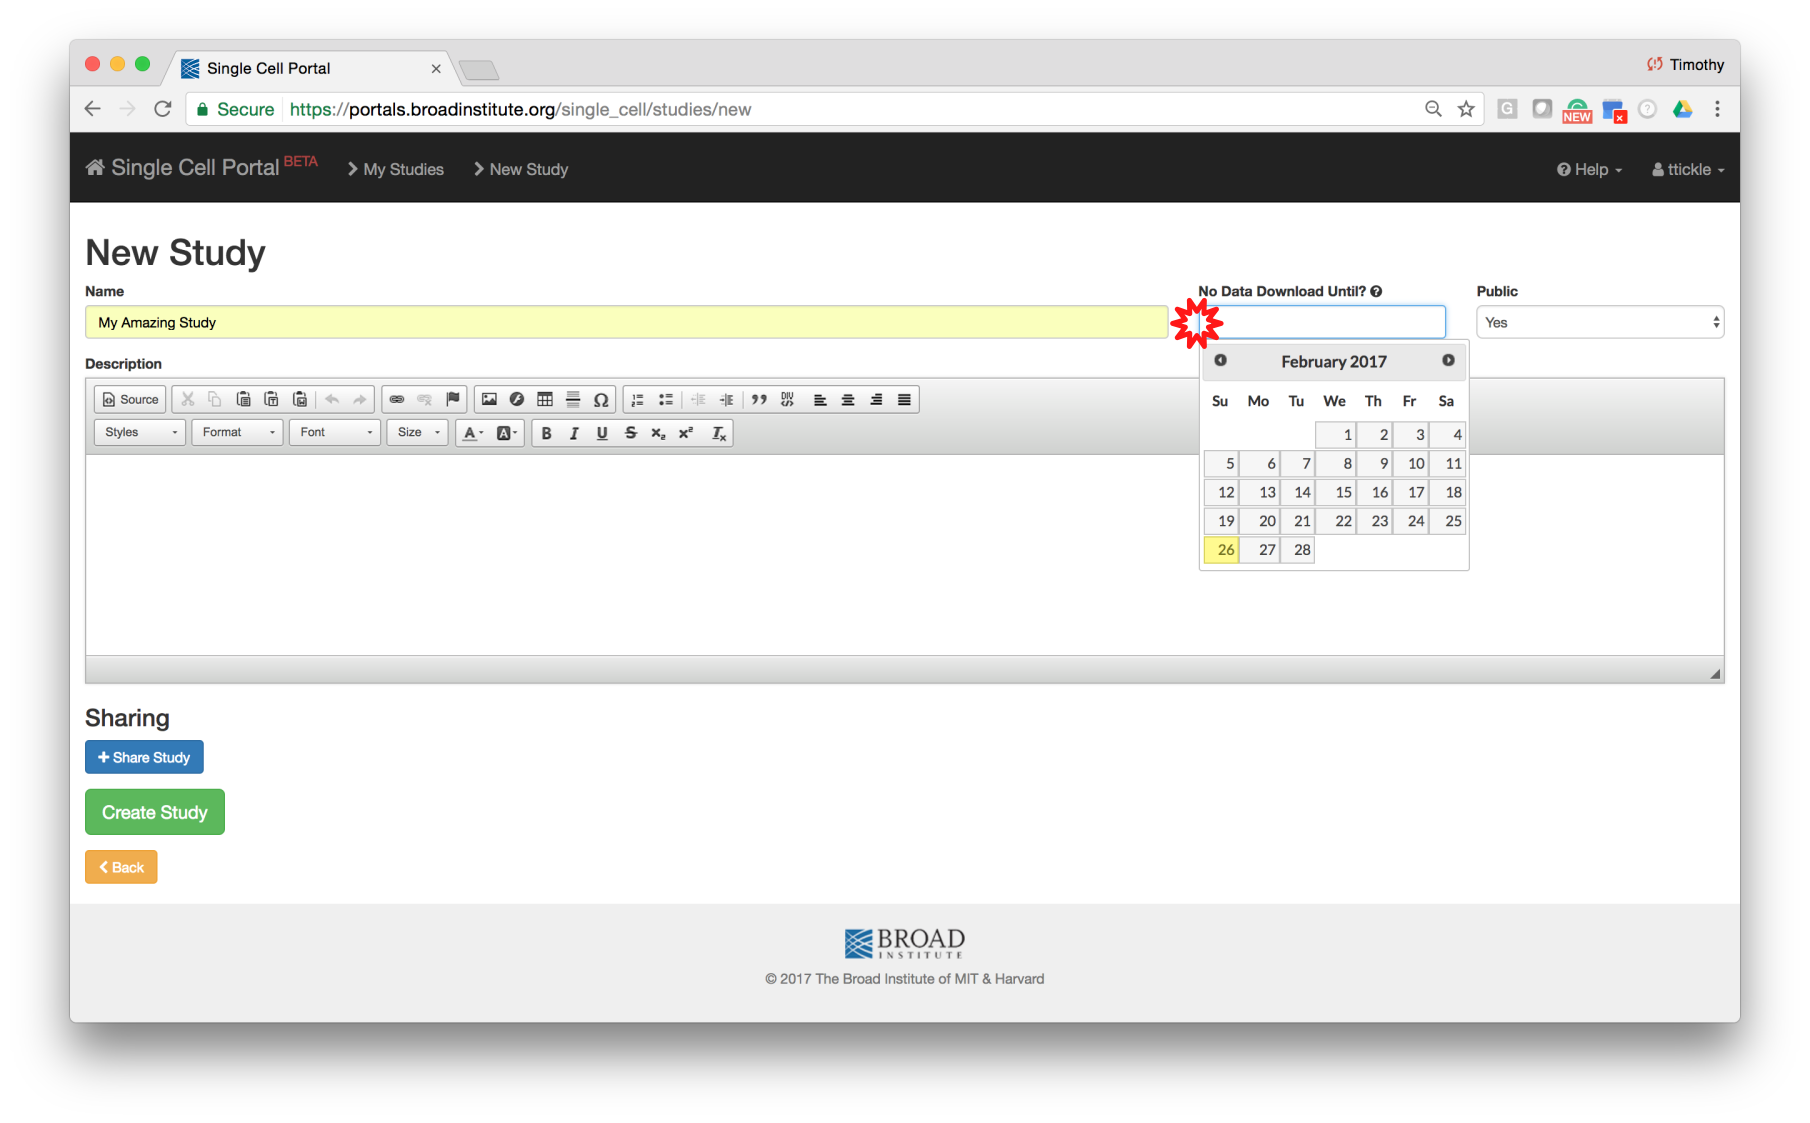 Single Cell Portal
Timothy
Secure https://portals.broadinstitute.org/single_cell/studies/new
G
NEW
Single Cell Portal BETA
My Studies
New Study
Help
ttickle
New Study
Name
No Data Download Until?
Public
My Amazing Study
Yes
Description
February 2017
Source
Su Mo Tu We Th Fr Sa
Styles
Format
Font
Size
A
A
B I U S x₂ x² Tx
1 2 3 4
5 6 7 8 9 10 11
12 13 14 15 16 17 18
19 20 21 22 23 24 25
26 27 28
Sharing
+ Share Study
Create Study
Back
BROAD
INSTITUTE
© 2017 The Broad Institute of MIT & Harvard